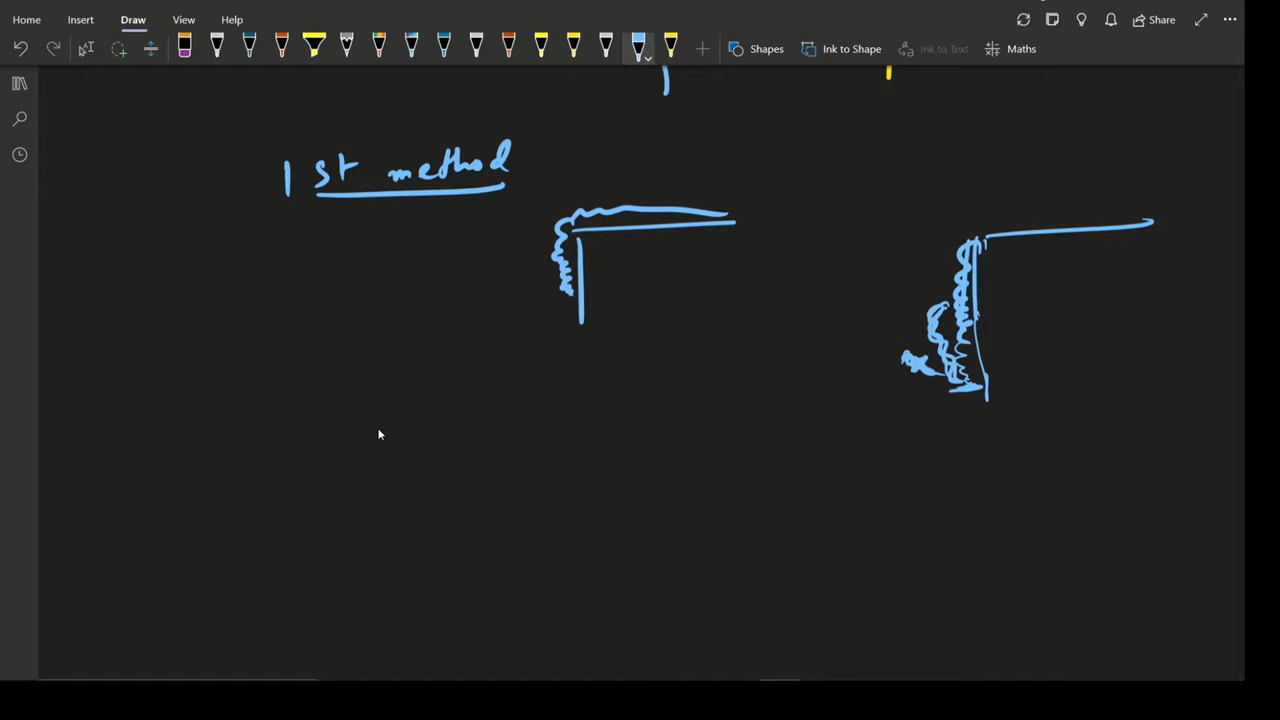 Home Insert Draw View Help Share
Shapes Ink to Shape Ink to Text Maths
1 st method